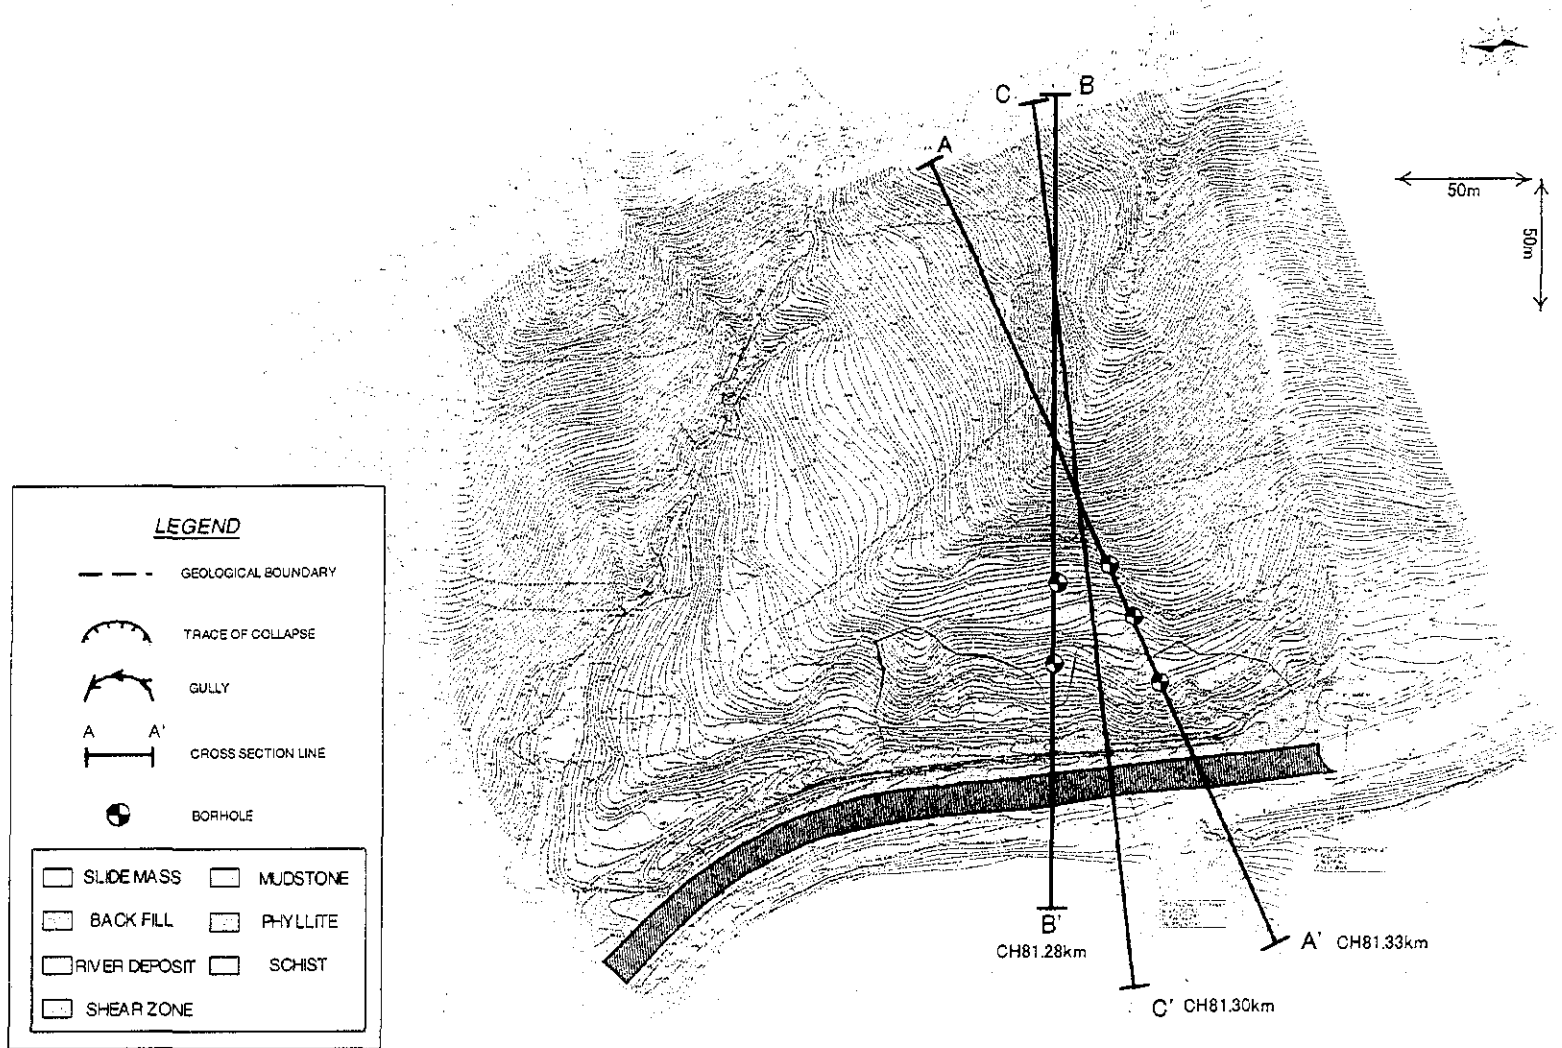 C
B
A
50m
50m
LEGEND
GEOLOGICAL BOUNDARY
TRACE OF COLLAPSE
GULLY
A A'
CROSS SECTION LINE
BORHOLE
SLIDE MASS MUDSTONE
BACK FILL PHYLLITE
RIVER DEPOSIT SCHIST
SHEAR ZONE
B'
CH81.28km
A' CH81.33km
C' CH81.30km